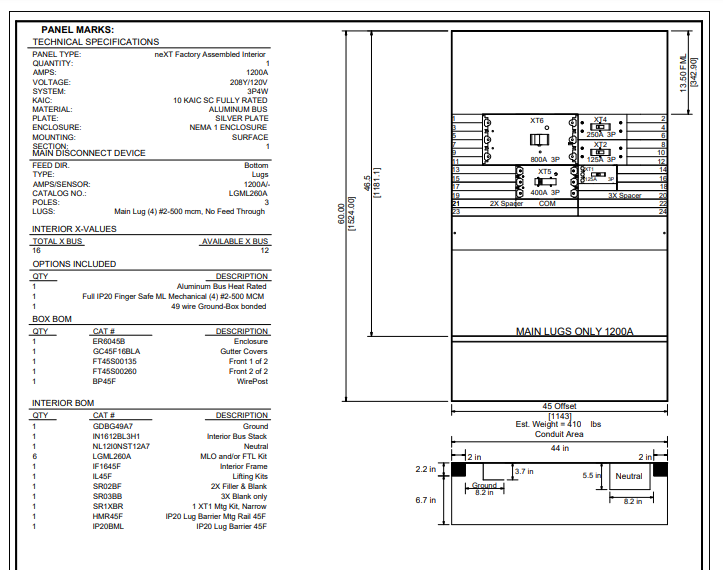 PANEL MARKS:
TECHNICAL SPECIFICATIONS
PANEL TYPE: neXT Factory Assembled Interior
QUANTITY: 1
AMPS: 1200A
VOLTAGE: 208Y/120V
SYSTEM: 3P4W
KAIC: 10 KAIC SC FULLY RATED
MATERIAL: ALUMINUM BUS
PLATE: SILVER PLATE
ENCLOSURE: NEMA 1 ENCLOSURE
MOUNTING: SURFACE
SECTION: 1
MAIN DISCONNECT DEVICE
FEED DIR. Bottom
TYPE: Lugs
AMPS/SENSOR: 1200A/-
CATALOG NO.: LGML260A
POLES: 3
LUGS: Main Lug (4) #2-500 mcm, No Feed Through
INTERIOR X-VALUES
TOTAL X BUS AVAILABLE X BUS
16 12
OPTIONS INCLUDED
QTY DESCRIPTION
1 Aluminum Bus Heat Rated
1 Full IP20 Finger Safe ML Mechanical (4) #2-500 MCM
1 49 wire Ground-Box bonded
BOX BOM
QTY CAT # DESCRIPTION
1 ER6045B Enclosure
1 GC45F16BLA Gutter Covers
1 FT45S00135 Front 1 of 2
1 FT45S00260 Front 2 of 2
1 BP45F WirePost
INTERIOR BOM
QTY CAT # DESCRIPTION
1 GDBG49A7 Ground
1 IN1612BL3H1 Interior Bus Stack
1 NL12I0NST12A7 Neutral
6 LGML260A MLO and/or FTL Kit
1 IF1645F Interior Frame
1 IL45F Lifting Kits
1 SR02BF 2X Filler & Blank
1 SR03BB 3X Blank only
1 SR1XBR 1 XT1 Mtg Kit, Narrow
1 HMR45F IP20 Lug Barrier Mtg Rail 45F
1 IP20BML IP20 Lug Barrier 45F
60.00
[1524.00]
46.5
[1181.1]
13.50 FML
[342.90]
1 XT6 XT4 2
3 4
5 250A 3P 6
7 XT2 8
9 10
11 800A 3P 125A 3P 12
13 XT5 XT1 14
15 125A 3P 16
17 18
19 400A 3P 3X Spacer 20
21 2X Spacer COM 22
23 24
MAIN LUGS ONLY 1200A
45 Offset
[1143]
Est. Weight = 410 lbs
Conduit Area
44 in
2 in 2 in
2.2 in 3.7 in 5.5 in Neutral
Ground
8.2 in 8.2 in
6.7 in